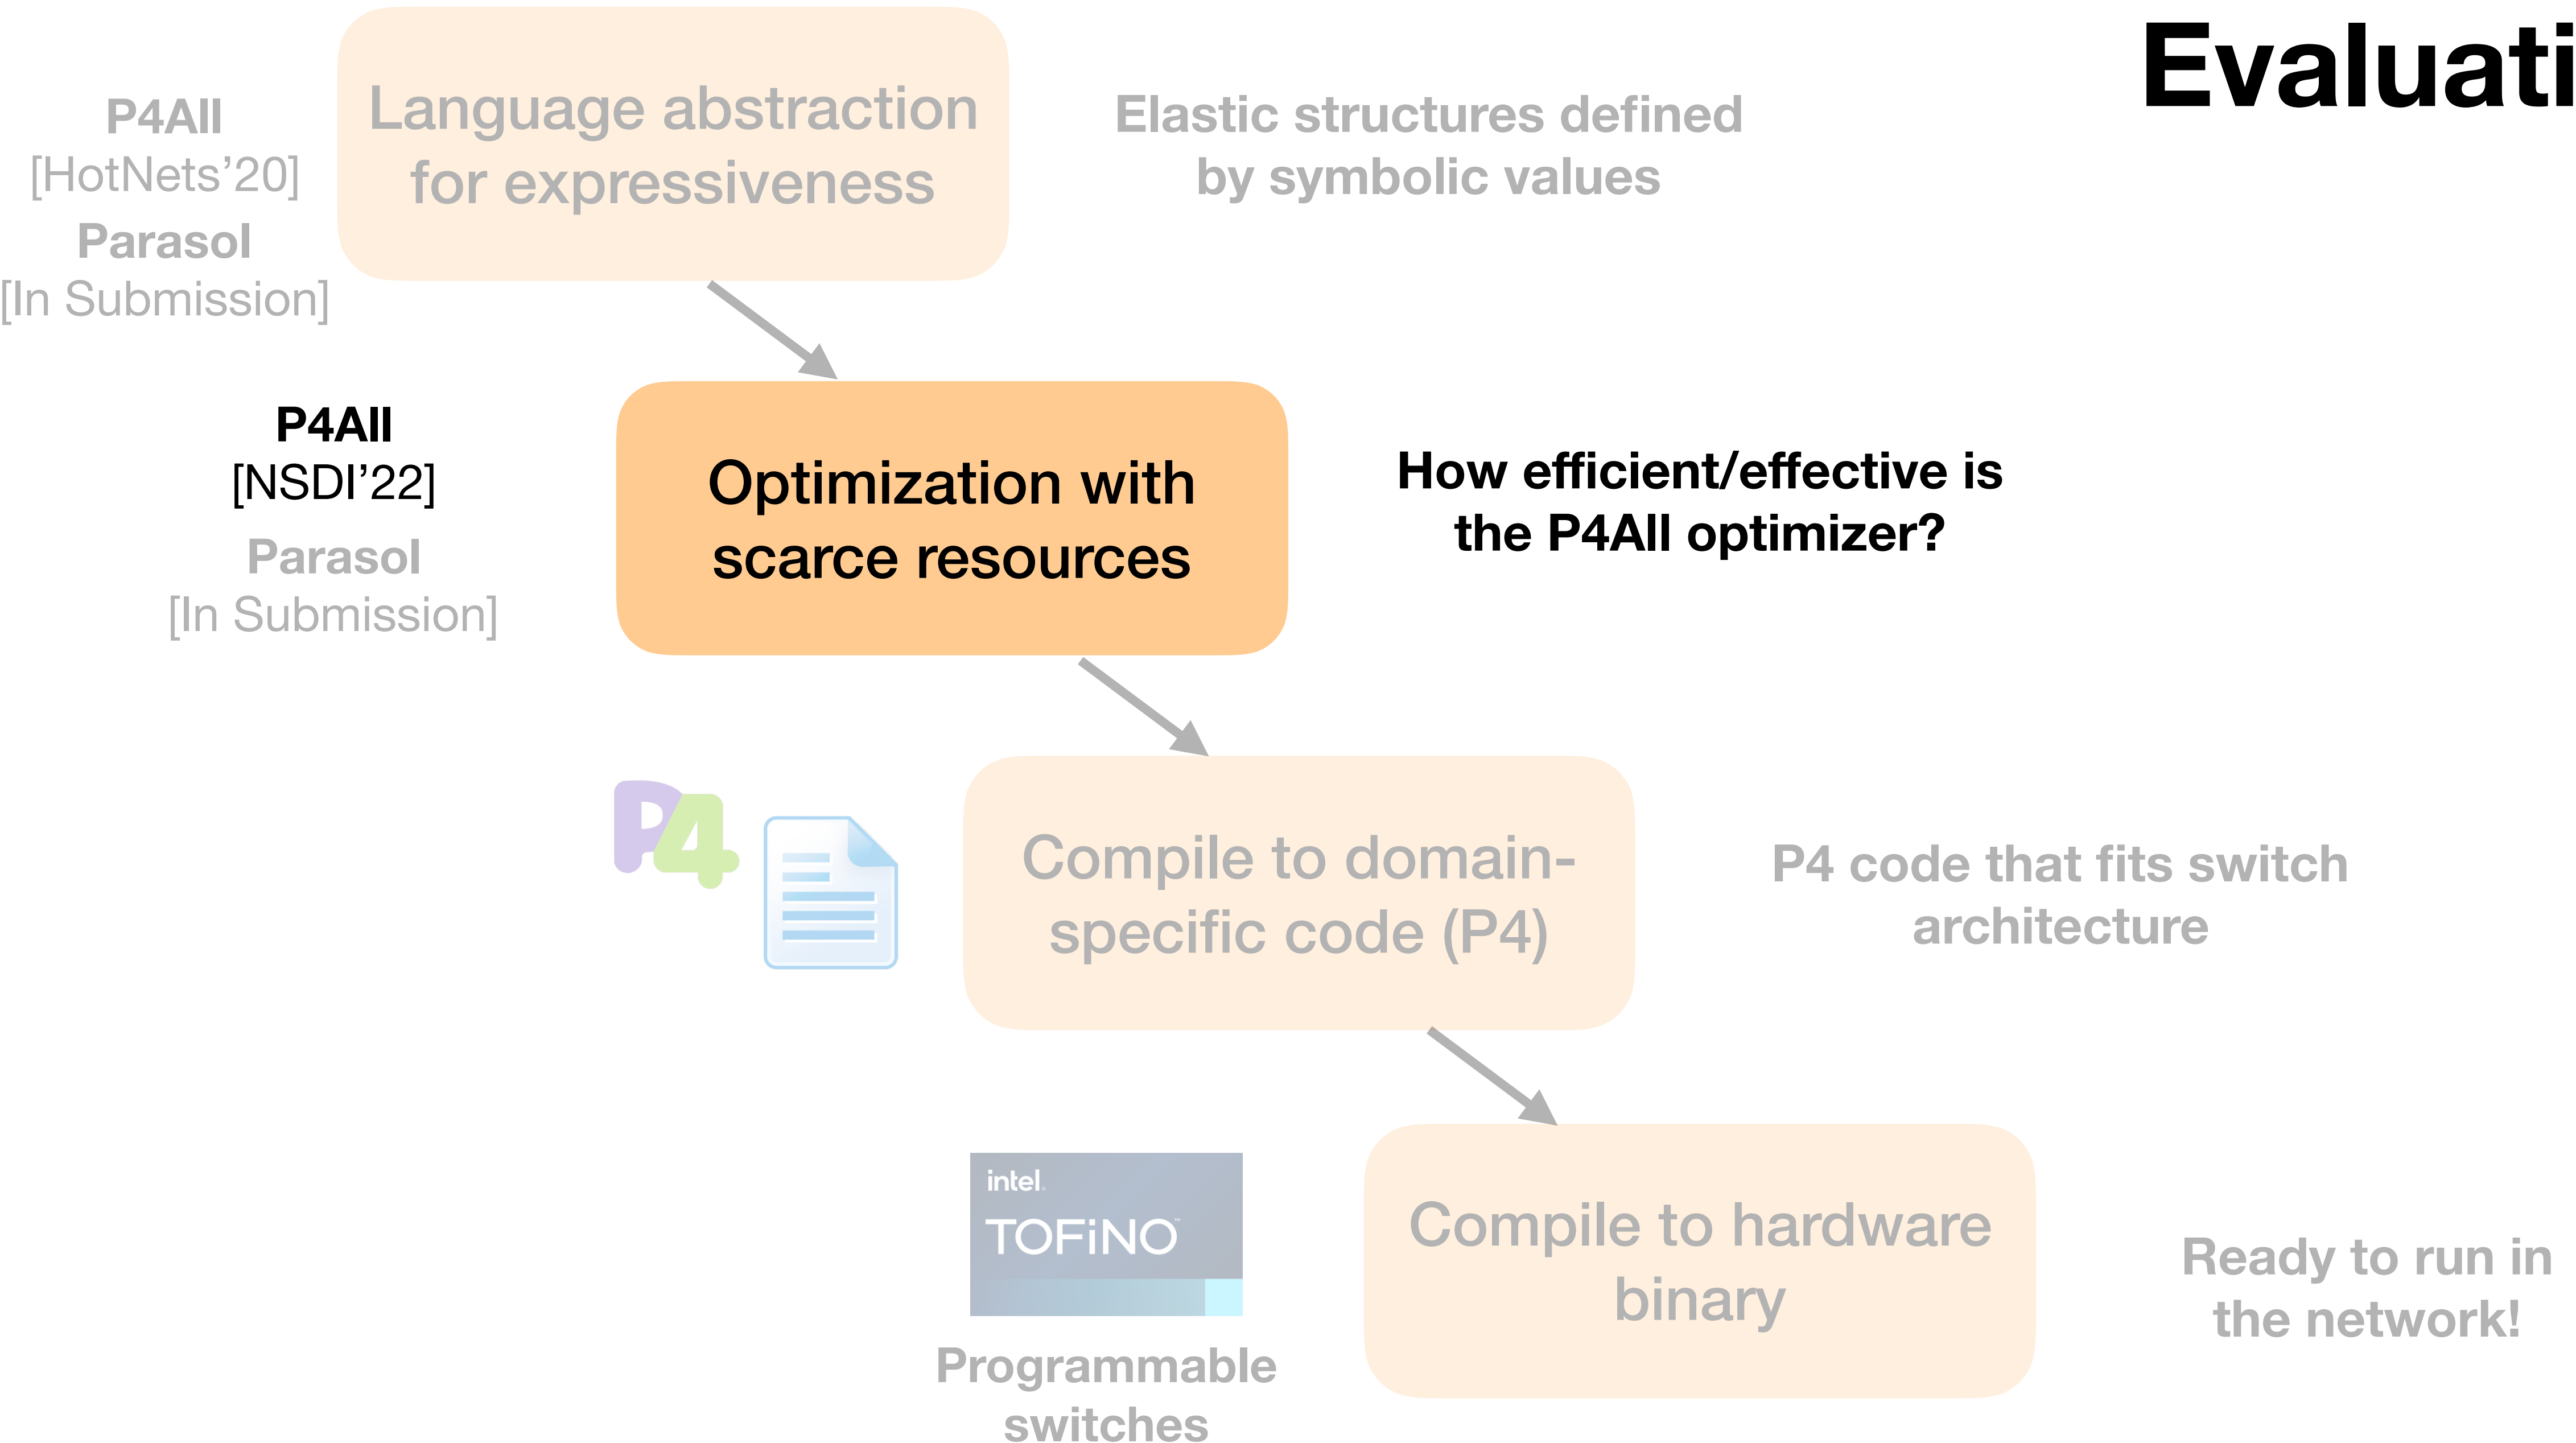 Evaluati
P4All
[HotNets’20]
Parasol
[In Submission]
Language abstraction
for expressiveness
Elastic structures defined
by symbolic values
P4All
[NSDI’22]
Parasol
[In Submission]
Optimization with
scarce resources
How efficient/effective is
the P4All optimizer?
P4
Compile to domain-
specific code (P4)
P4 code that fits switch
architecture
intel.
TOFiNO™
Programmable
switches
Compile to hardware
binary
Ready to run in
the network!